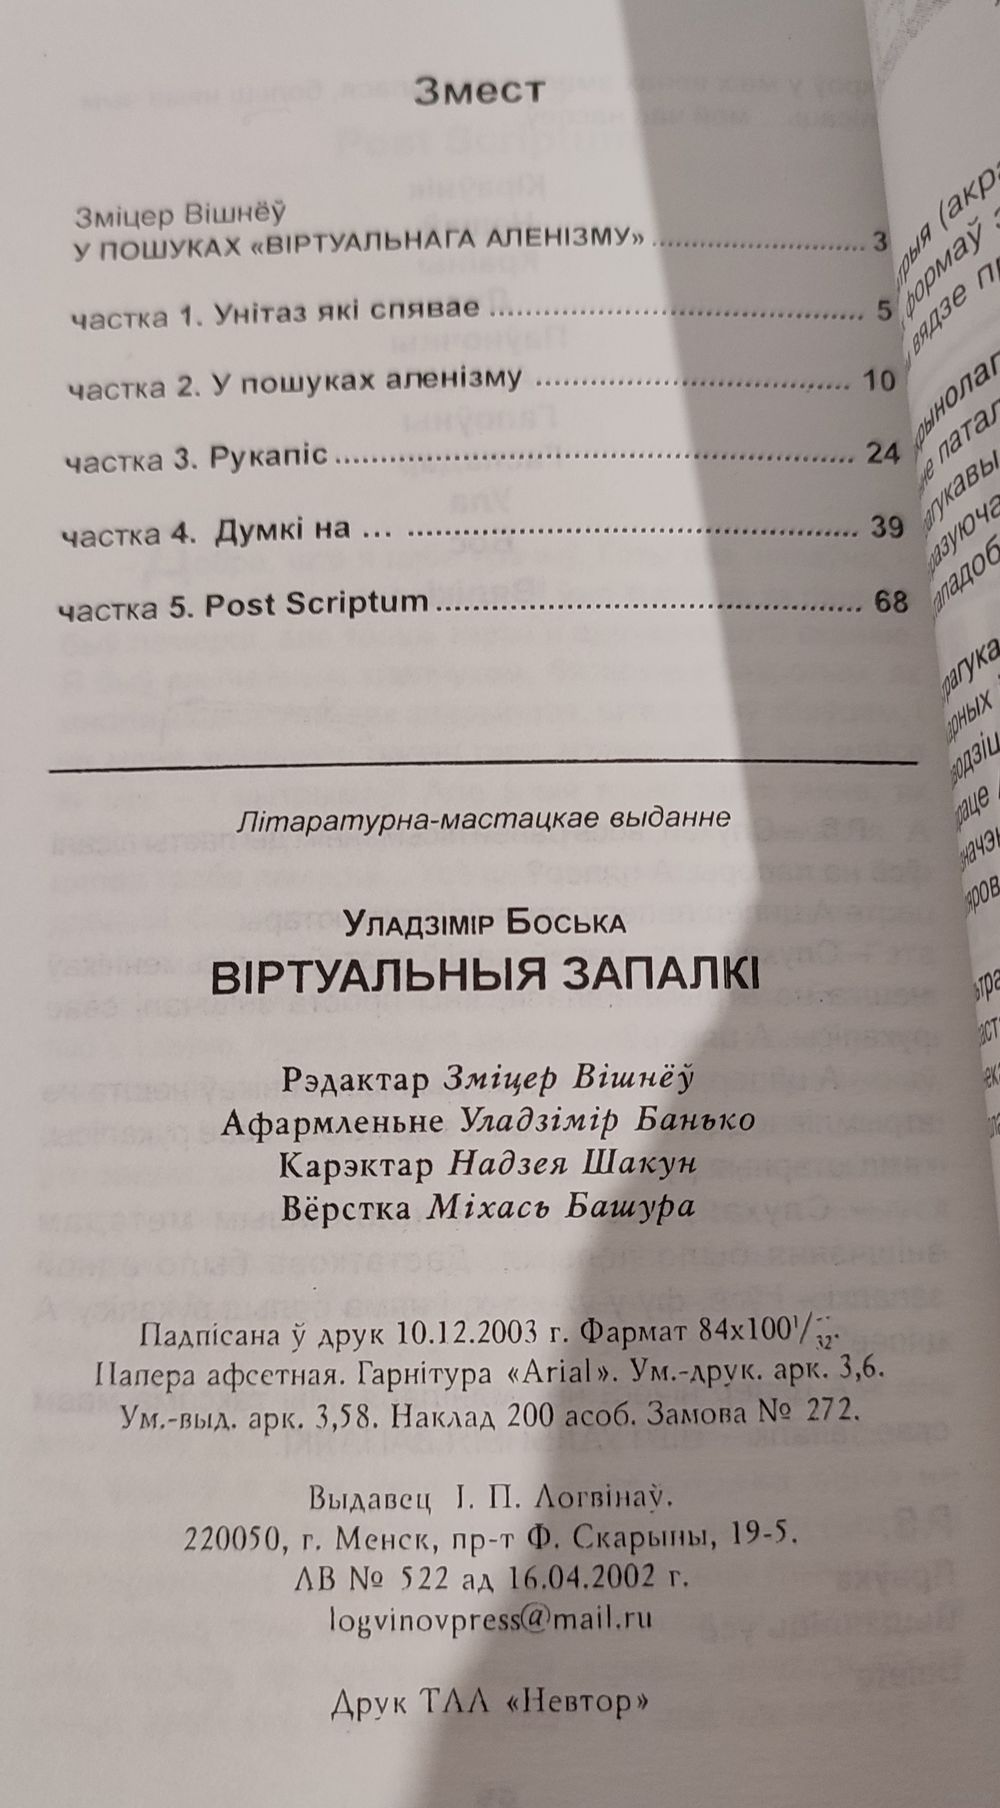 Змест
Зміцер Вішнёў
У ПОШУКАХ «ВІРТУАЛЬНАГА АЛЕНІЗМУ» 3
частка 1. Унітаз які спявае 5
частка 2. У пошуках аленізму 10
частка 3. Рукапіс 24
частка 4. Думкі на ... 39
частка 5. Post Scriptum 68
Літаратурна-мастацкае выданне
Уладзімір Боська
ВІРТУАЛЬНЫЯ ЗАПАЛКІ
Рэдактар Зміцер Вішнёў
Афармленьне Уладзімір Банько
Карэктар Надзея Шакун
Вёрстка Міхась Башура
Падпісана ў друк 10.12.2003 г. Фармат 84х100 1/32.
Папера афсетная. Гарнітура «Arial». Ум.-друк. арк. 3,6.
Ум.-выд. арк. 3,58. Наклад 200 асоб. Замова № 272.
Выдавец І. П. Логвінаў.
220050, г. Менск, пр-т Ф. Скарыны, 19-5.
ЛВ № 522 ад 16.04.2002 г.
logvinovpress@mail.ru
Друк ТАА «Невтор»